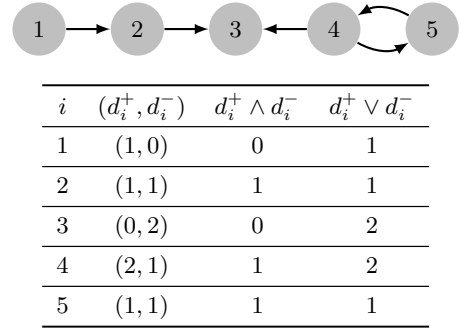 1 2 3 4 5
i (d_i^+, d_i^-) d_i^+ ∧ d_i^- d_i^+ ∨ d_i^-
1 (1, 0) 0 1
2 (1, 1) 1 1
3 (0, 2) 0 2
4 (2, 1) 1 2
5 (1, 1) 1 1